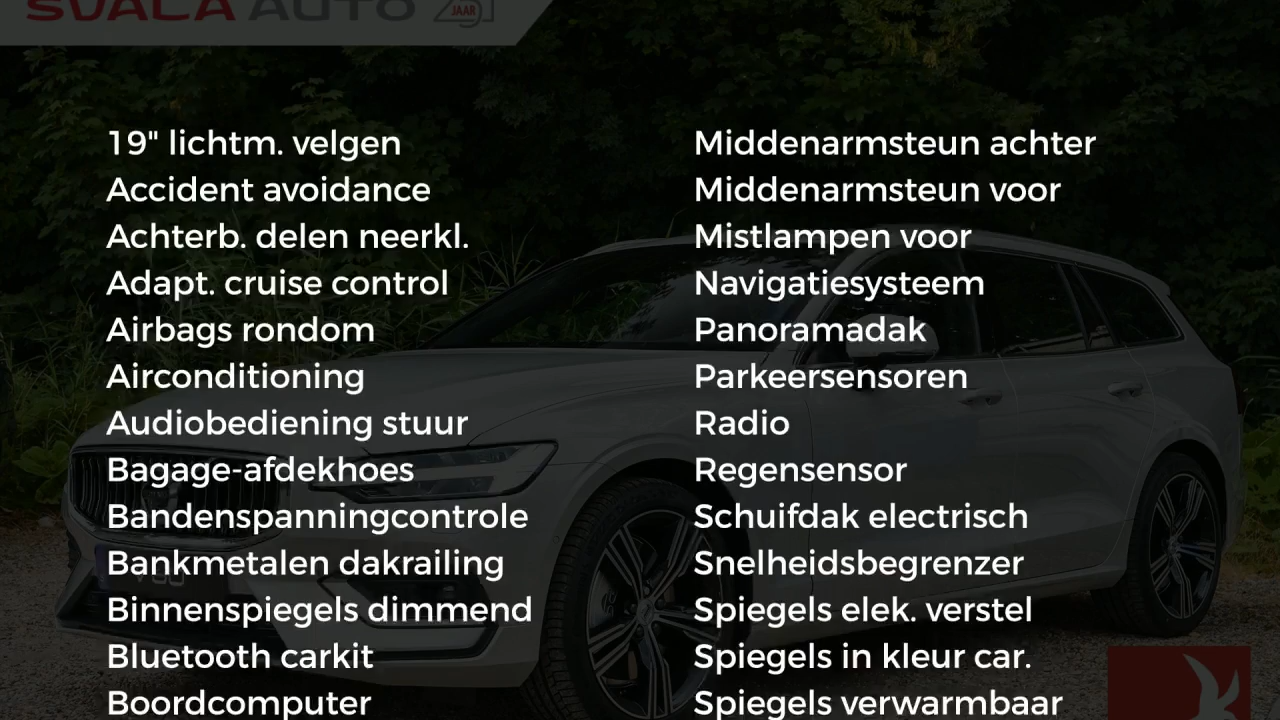 SVALA AUTO
JAAR
19" lichtm. velgen
Accident avoidance
Achterb. delen neerkl.
Adapt. cruise control
Airbags rondom
Airconditioning
Audiobediening stuur
Bagage-afdekhoes
Bandenspanningcontrole
Bankmetalen dakrailing
Binnenspiegels dimmend
Bluetooth carkit
Boordcomputer
Middenarmsteun achter
Middenarmsteun voor
Mistlampen voor
Navigatiesysteem
Panoramadak
Parkeersensoren
Radio
Regensensor
Schuifdak electrisch
Snelheidsbegrenzer
Spiegels elek. verstel
Spiegels in kleur car.
Spiegels verwarmbaar